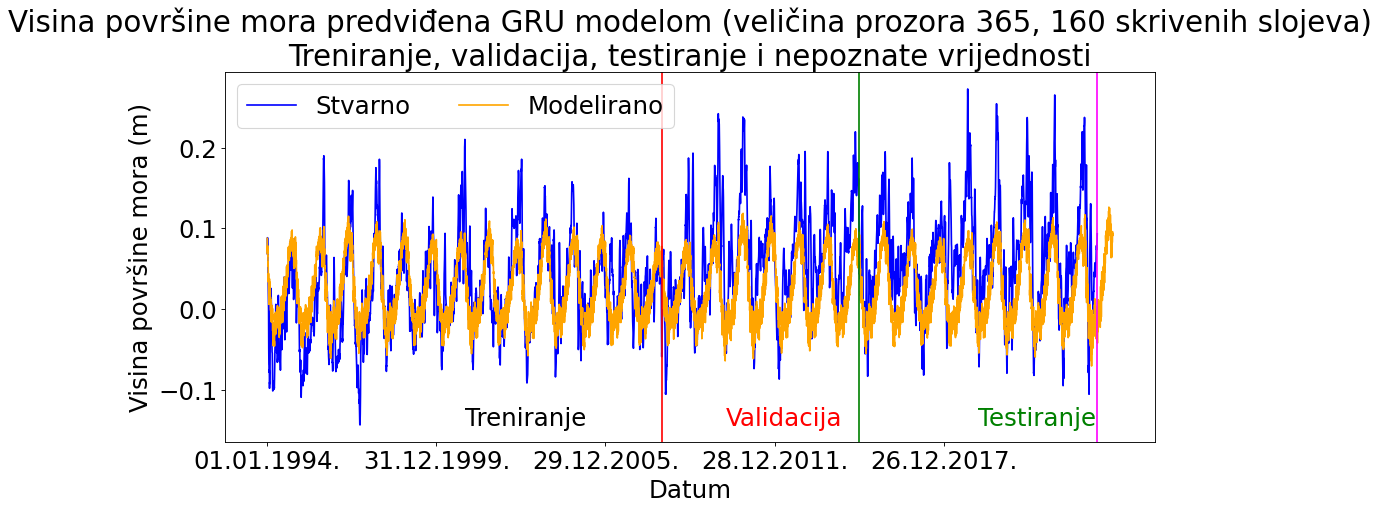 Visina površine mora predviđena GRU modelom (veličina prozora 365, 160 skrivenih slojeva)
Treniranje, validacija, testiranje i nepoznate vrijednosti
Stvarno Modelirano
Visina površine mora (m)
0.2
0.1
0.0
−0.1
Treniranje Validacija Testiranje
01.01.1994. 31.12.1999. 29.12.2005. 28.12.2011. 26.12.2017.
Datum